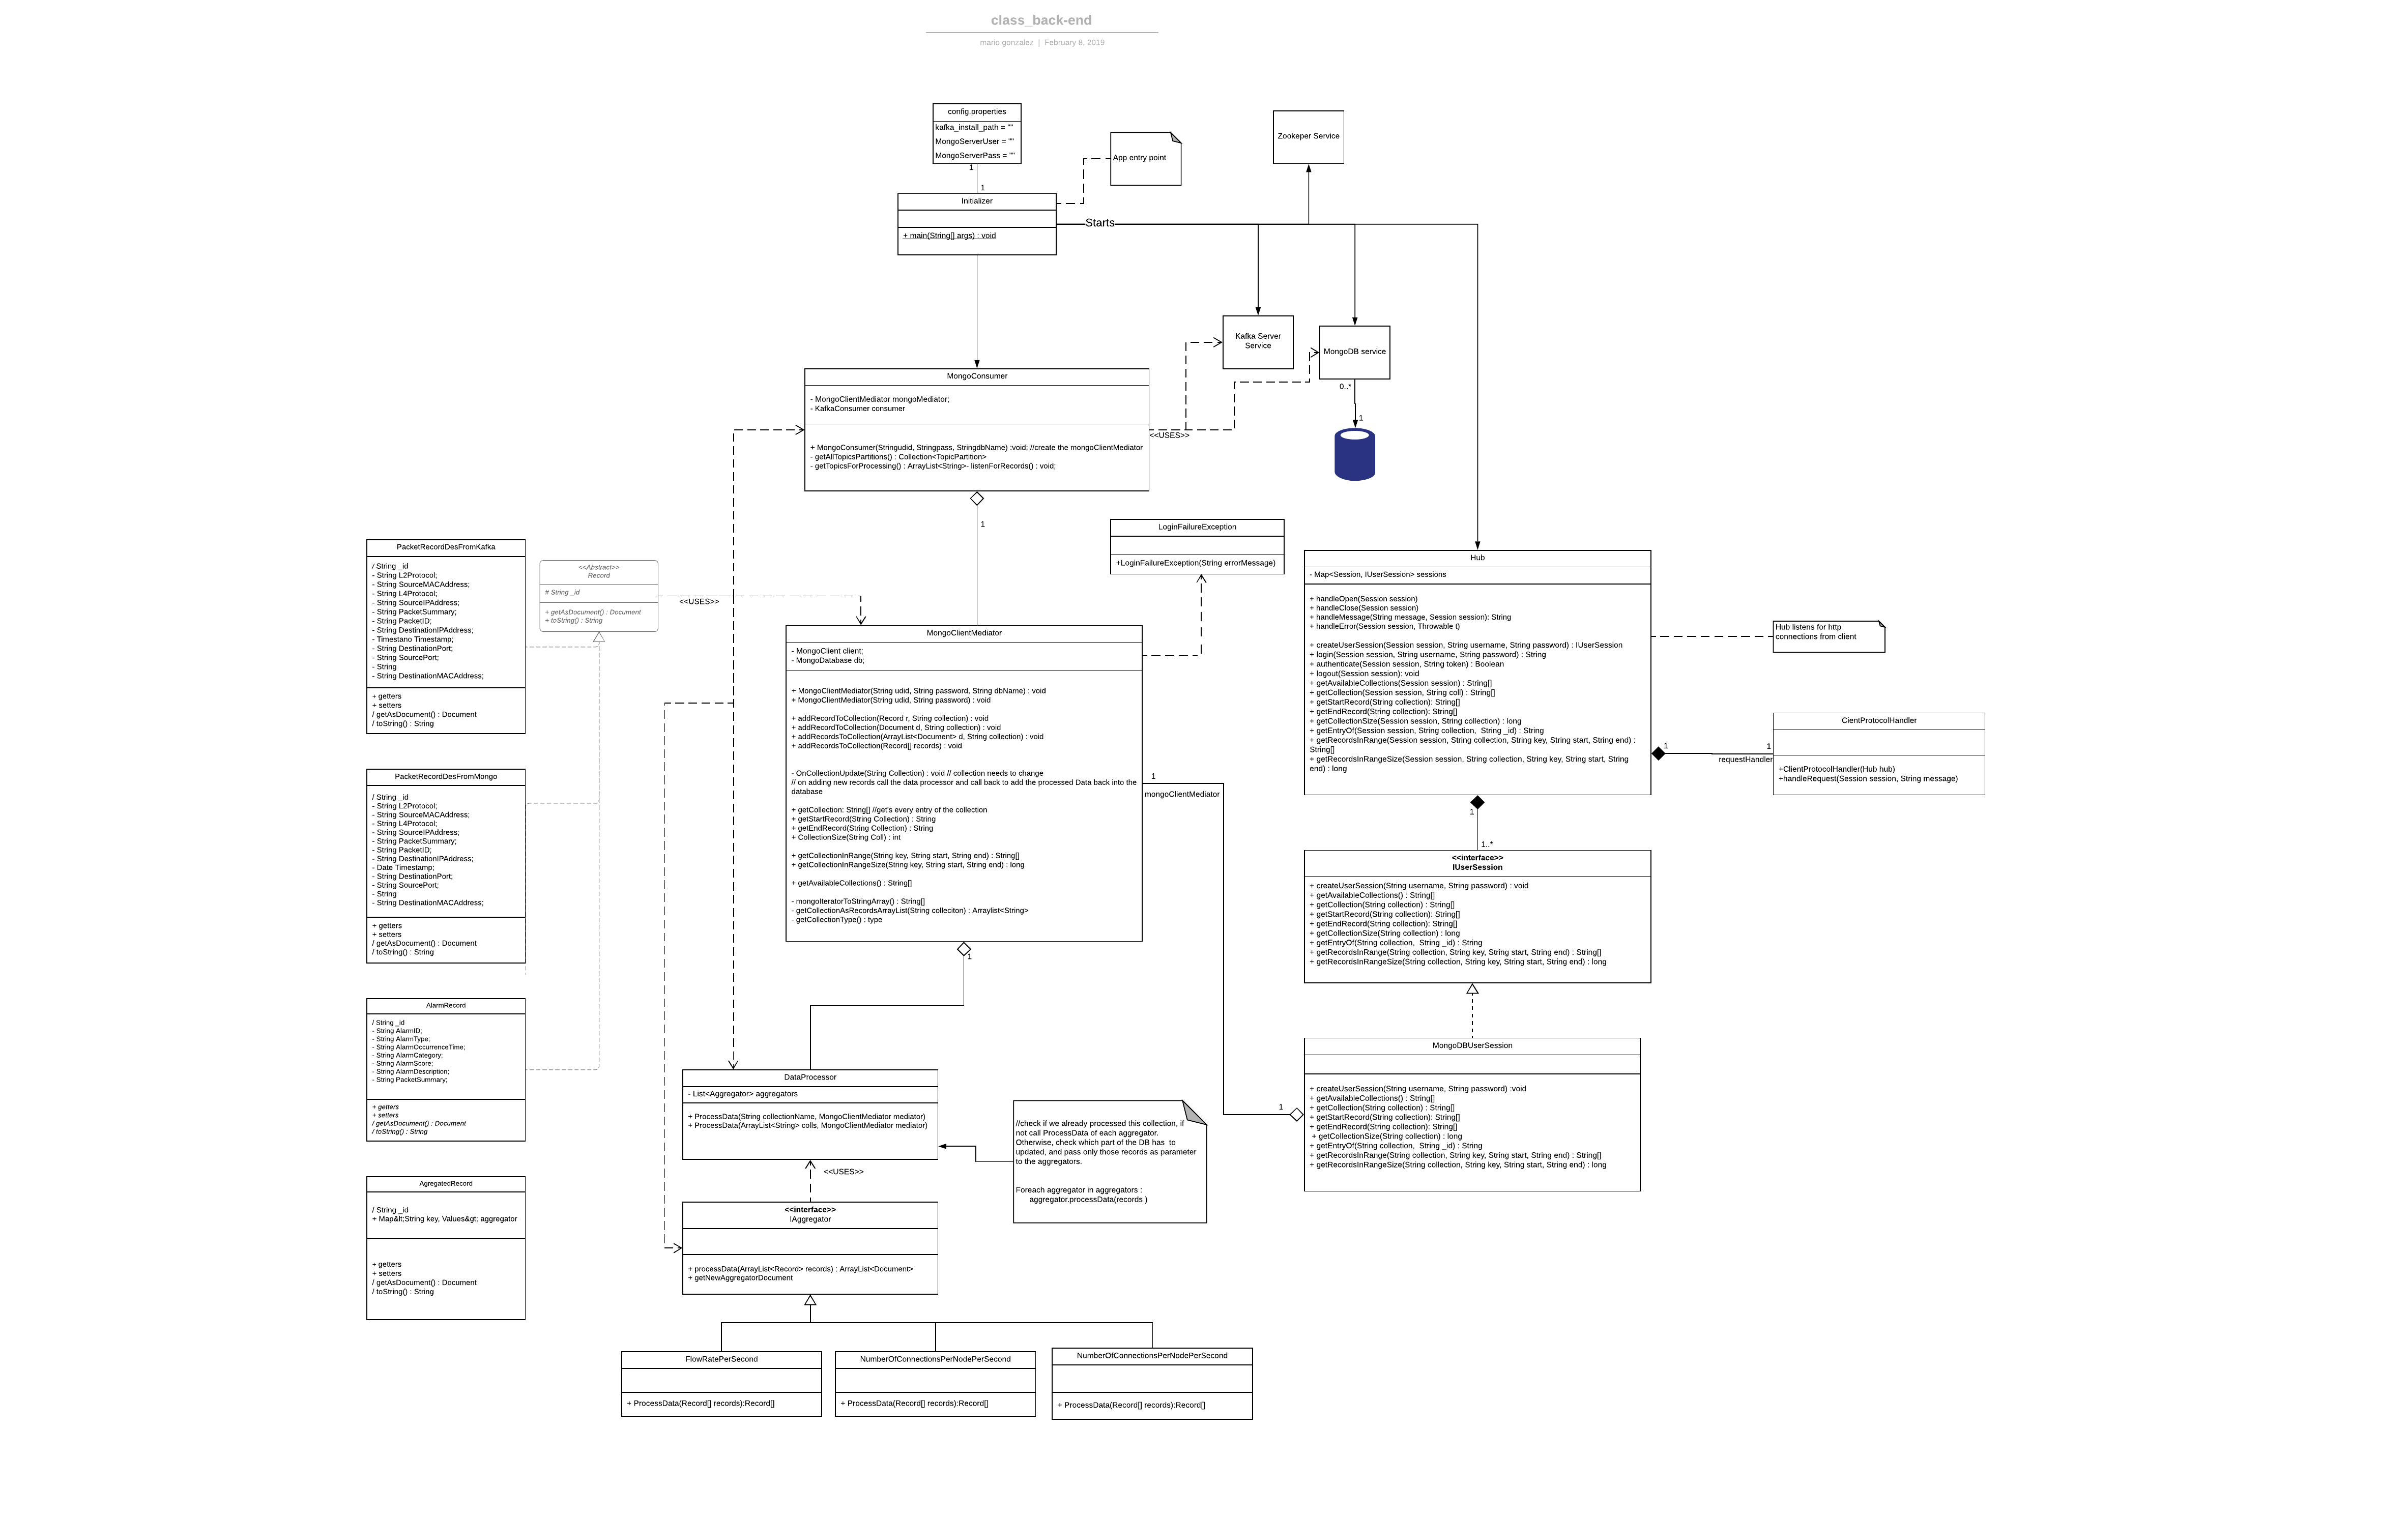 class_back-end
mario gonzalez | February 8, 2019
config.properties
kafka_install_path = ""
MongoServerUser = ""
MongoServerPass = ""
1
1
App entry point
Zookeper Service
Initializer
+ main(String[] args) : void
Starts
Kafka Server
Service
MongoDB service
0..*
1
MongoConsumer
- MongoClientMediator mongoMediator;
- KafkaConsumer consumer
+ MongoConsumer(Stringudid, Stringpass, StringdbName) :void; //create the mongoClientMediator
- getAllTopicsPartitions() : Collection<TopicPartition>
- getTopicsForProcessing() : ArrayList<String>- listenForRecords() : void;
<<USES>>
1
LoginFailureException
+LoginFailureException(String errorMessage)
PacketRecordDesFromKafka
/ String _id
- String L2Protocol;
- String SourceMACAddress;
- String L4Protocol;
- String SourceIPAddress;
- String PacketSummary;
- String PacketID;
- String DestinationIPAddress;
- Timestano Timestamp;
- String DestinationPort;
- String SourcePort;
- String
- String DestinationMACAddress;
+ getters
+ setters
/ getAsDocument() : Document
/ toString() : String
<<Abstract>>
Record
# String _id
+ getAsDocument() : Document
+ toString() : String
<<USES>>
MongoClientMediator
- MongoClient client;
- MongoDatabase db;
+ MongoClientMediator(String udid, String password, String dbName) : void
+ MongoClientMediator(String udid, String password) : void
+ addRecordToCollection(Record r, String collection) : void
+ addRecordToCollection(Document d, String collection) : void
+ addRecordsToCollection(ArrayList<Document> d, String collection) : void
+ addRecordsToCollection(Record[] records) : void
- OnCollectionUpdate(String Collection) : void // collection needs to change
// on adding new records call the data processor and call back to add the processed Data back into the
database
+ getCollection: String[] //get's every entry of the collection
+ getStartRecord(String Collection) : String
+ getEndRecord(String Collection) : String
+ CollectionSize(String Coll) : int
+ getCollectionInRange(String key, String start, String end) : String[]
+ getCollectionInRangeSize(String key, String start, String end) : long
+ getAvailableCollections() : String[]
- mongoIteratorToStringArray() : String[]
- getCollectionAsRecordsArrayList(String colleciton) : Arraylist<String>
- getCollectionType() : type
1
mongoClientMediator
1
Hub
- Map<Session, IUserSession> sessions
+ handleOpen(Session session)
+ handleClose(Session session)
+ handleMessage(String message, Session session): String
+ handleError(Session session, Throwable t)
+ createUserSession(Session session, String username, String password) : IUserSession
+ login(Session session, String username, String password) : String
+ authenticate(Session session, String token) : Boolean
+ logout(Session session): void
+ getAvailableCollections(Session session) : String[]
+ getCollection(Session session, String coll) : String[]
+ getStartRecord(String collection): String[]
+ getEndRecord(String collection): String[]
+ getCollectionSize(Session session, String collection) : long
+ getEntryOf(Session session, String collection, String _id) : String
+ getRecordsInRange(Session session, String collection, String key, String start, String end) :
String[]
+ getRecordsInRangeSize(Session session, String collection, String key, String start, String
end) : long
Hub listens for http
connections from client
1
1
requestHandler
CientProtocolHandler
+ClientProtocolHandler(Hub hub)
+handleRequest(Session session, String message)
1
1..*
<<interface>>
IUserSession
+ createUserSession(String username, String password) : void
+ getAvailableCollections() : String[]
+ getCollection(String collection) : String[]
+ getStartRecord(String collection): String[]
+ getEndRecord(String collection): String[]
+ getCollectionSize(String collection) : long
+ getEntryOf(String collection, String _id) : String
+ getRecordsInRange(String collection, String key, String start, String end) : String[]
+ getRecordsInRangeSize(String collection, String key, String start, String end) : long
MongoDBUserSession
+ createUserSession(String username, String password) :void
+ getAvailableCollections() : String[]
+ getCollection(String collection) : String[]
+ getStartRecord(String collection): String[]
+ getEndRecord(String collection): String[]
+ getCollectionSize(String collection) : long
+ getEntryOf(String collection, String _id) : String
+ getRecordsInRange(String collection, String key, String start, String end) : String[]
+ getRecordsInRangeSize(String collection, String key, String start, String end) : long
1
PacketRecordDesFromMongo
/ String _id
- String L2Protocol;
- String SourceMACAddress;
- String L4Protocol;
- String SourceIPAddress;
- String PacketSummary;
- String PacketID;
- String DestinationIPAddress;
- Date Timestamp;
- String DestinationPort;
- String SourcePort;
- String
- String DestinationMACAddress;
+ getters
+ setters
/ getAsDocument() : Document
/ toString() : String
AlarmRecord
/ String _id
- String AlarmID;
- String AlarmType;
- String AlarmOccurrenceTime;
- String AlarmCategory;
- String AlarmScore;
- String AlarmDescription;
- String PacketSummary;
+ getters
+ setters
/ getAsDocument() : Document
/ toString() : String
AgregatedRecord
/ String _id
+ Map&lt;String key, Values&gt; aggregator
+ getters
+ setters
/ getAsDocument() : Document
/ toString() : String
DataProcessor
- List<Aggregator> aggregators
+ ProcessData(String collectionName, MongoClientMediator mediator)
+ ProcessData(ArrayList<String> colls, MongoClientMediator mediator)
<<USES>>
//check if we already processed this collection, if
not call ProcessData of each aggregator.
Otherwise, check which part of the DB has to
updated, and pass only those records as parameter
to the aggregators.
Foreach aggregator in aggregators :
aggregator.processData(records )
<<interface>>
IAggregator
+ processData(ArrayList<Record> records) : ArrayList<Document>
+ getNewAggregatorDocument
FlowRatePerSecond
+ ProcessData(Record[] records):Record[]
NumberOfConnectionsPerNodePerSecond
+ ProcessData(Record[] records):Record[]
NumberOfConnectionsPerNodePerSecond
+ ProcessData(Record[] records):Record[]